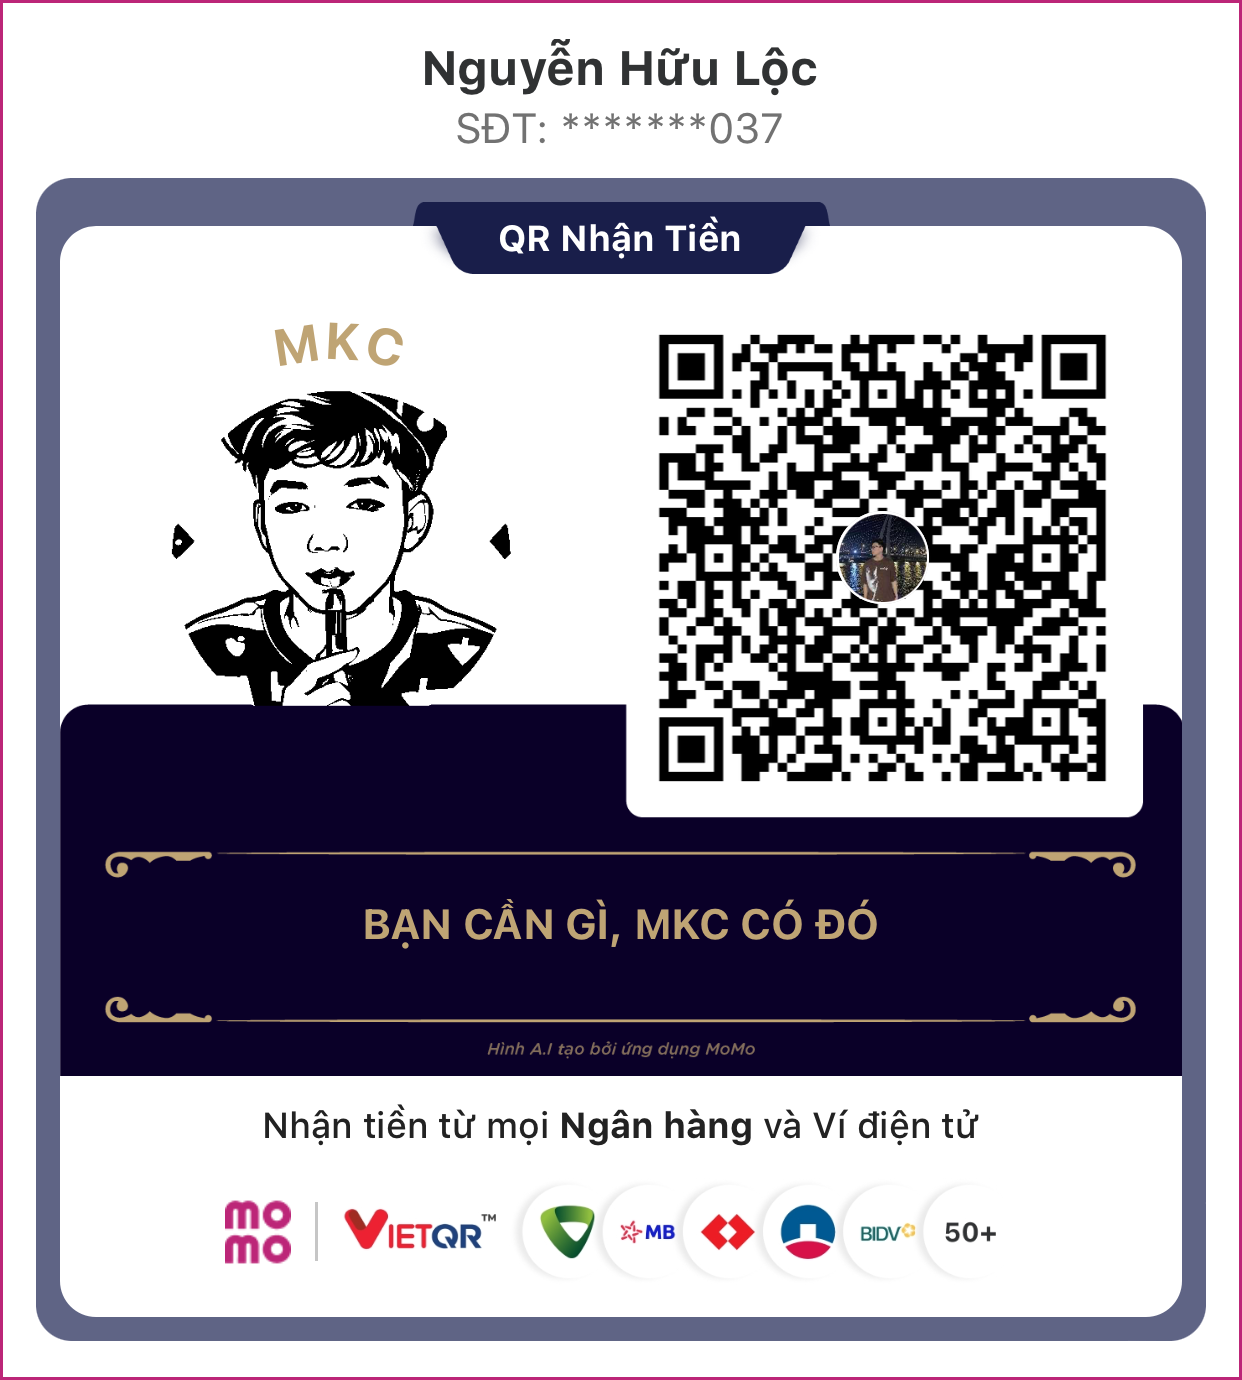 Nguyễn Hữu Lộc
SĐT: *******037
QR Nhận Tiền
MKC
BẠN CẦN GÌ, MKC CÓ ĐÓ
Hình A.I tạo bởi ứng dụng MoMo
Nhận tiền từ mọi Ngân hàng và Ví điện tử
mo
mo
VIETQR™
MB
BIDV
50+